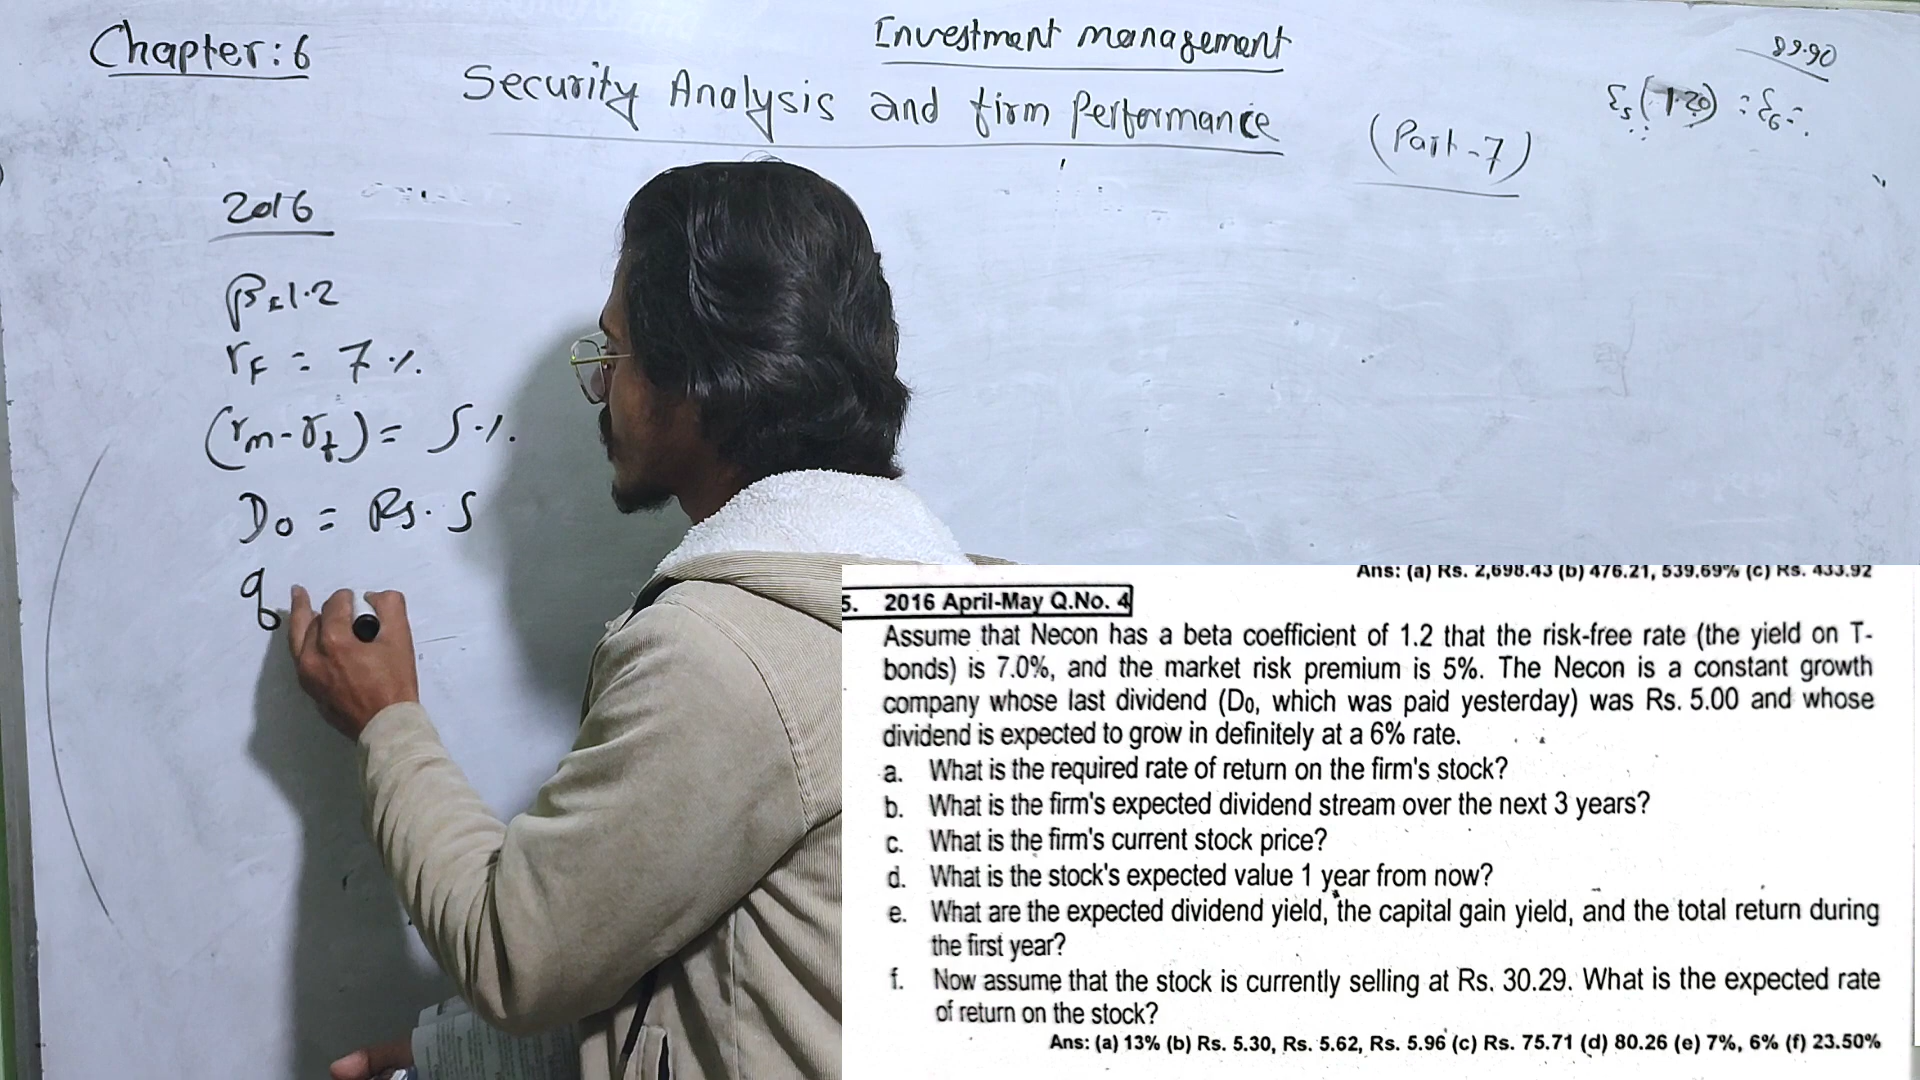 Chapter: 6
Investment management
Security Analysis and firm Performance
(Part-7)
89.90
2016
β = 1.2
rF = 7%.
(rm - rf) = 5%.
D0 = Rs. 5
g
Ans: (a) Rs. 2,698.43 (b) 476.21, 539.69% (c) Rs. 433.92
5. 2016 April-May Q.No. 4
Assume that Necon has a beta coefficient of 1.2 that the risk-free rate (the yield on T-
bonds) is 7.0%, and the market risk premium is 5%. The Necon is a constant growth
company whose last dividend (D0, which was paid yesterday) was Rs. 5.00 and whose
dividend is expected to grow in definitely at a 6% rate.
a. What is the required rate of return on the firm's stock?
b. What is the firm's expected dividend stream over the next 3 years?
c. What is the firm's current stock price?
d. What is the stock's expected value 1 year from now?
e. What are the expected dividend yield, the capital gain yield, and the total return during
the first year?
f. Now assume that the stock is currently selling at Rs. 30.29. What is the expected rate
of return on the stock?
Ans: (a) 13% (b) Rs. 5.30, Rs. 5.62, Rs. 5.96 (c) Rs. 75.71 (d) 80.26 (e) 7%, 6% (f) 23.50%